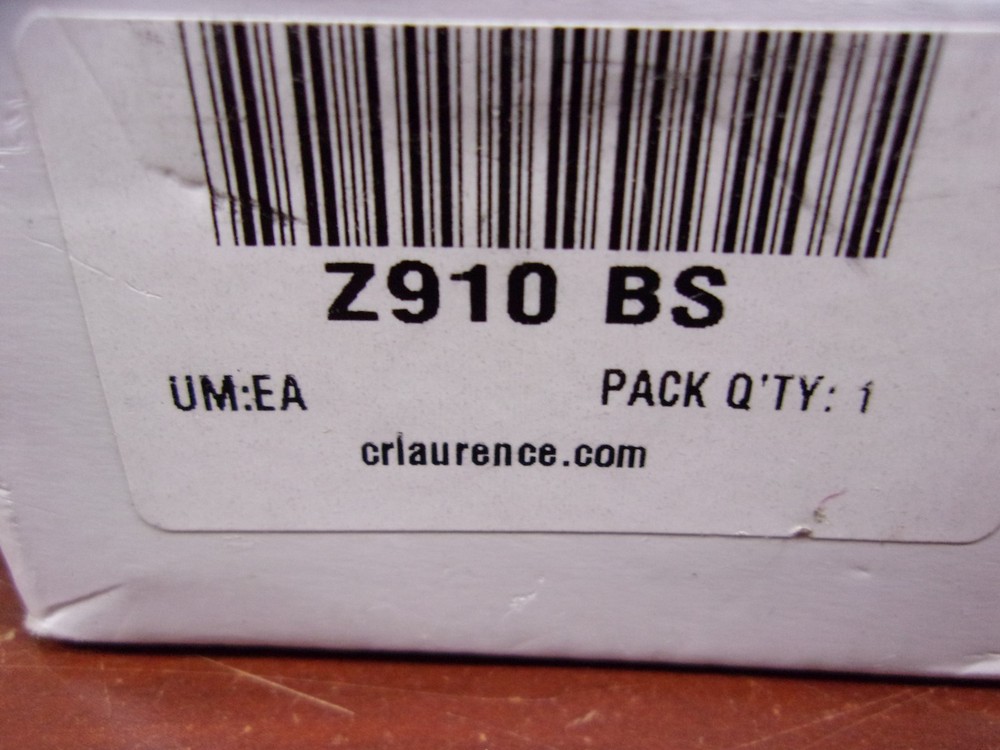 Z910 BS
UM:EA PACK Q'TY: 1
crlaurence.com